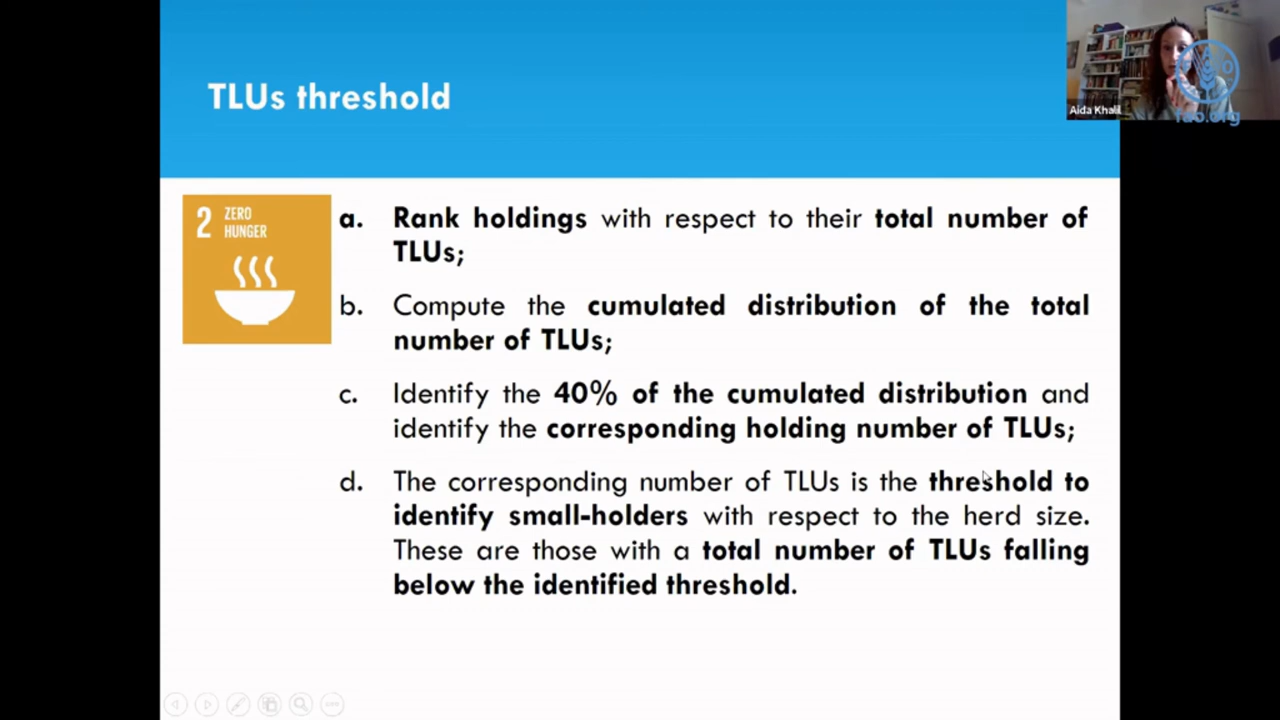 TLUs threshold
Aida Khalil
FAO
fao.org
2 ZERO
HUNGER
a. Rank holdings with respect to their total number of
TLUs;
b. Compute the cumulated distribution of the total
number of TLUs;
c. Identify the 40% of the cumulated distribution and
identify the corresponding holding number of TLUs;
d. The corresponding number of TLUs is the threshold to
identify small-holders with respect to the herd size.
These are those with a total number of TLUs falling
below the identified threshold.